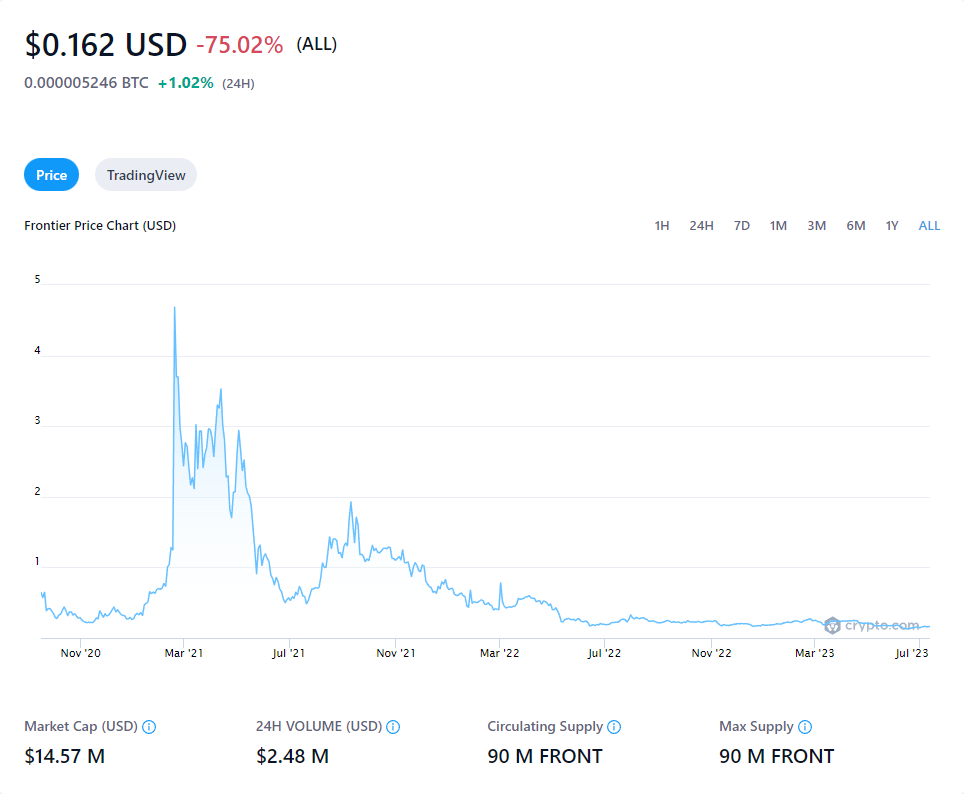 $0.162 USD -75.02% (ALL)
0.000005246 BTC +1.02% (24H)
Price TradingView
Frontier Price Chart (USD) 1H 24H 7D 1M 3M 6M 1Y ALL
5
4
3
2
1
crypto.com
Nov '20 Mar '21 Jul '21 Nov '21 Mar '22 Jul '22 Nov '22 Mar '23 Jul '23
Market Cap (USD) 24H VOLUME (USD) Circulating Supply Max Supply
$14.57 M $2.48 M 90 M FRONT 90 M FRONT